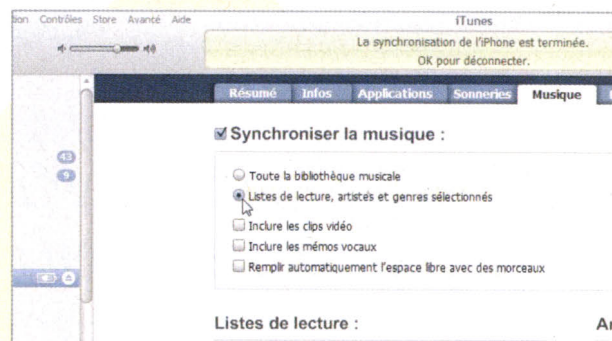 Contrôles Store Avancé Aide
iTunes
La synchronisation de l'iPhone est terminée.
OK pour déconnecter.
Résumé Infos Applications Sonneries Musique
Synchroniser la musique :
43
9
Toute la bibliothèque musicale
Listes de lecture, artistes et genres sélectionnés
Inclure les clips vidéo
Inclure les mémos vocaux
Remplir automatiquement l'espace libre avec des morceaux
Listes de lecture :